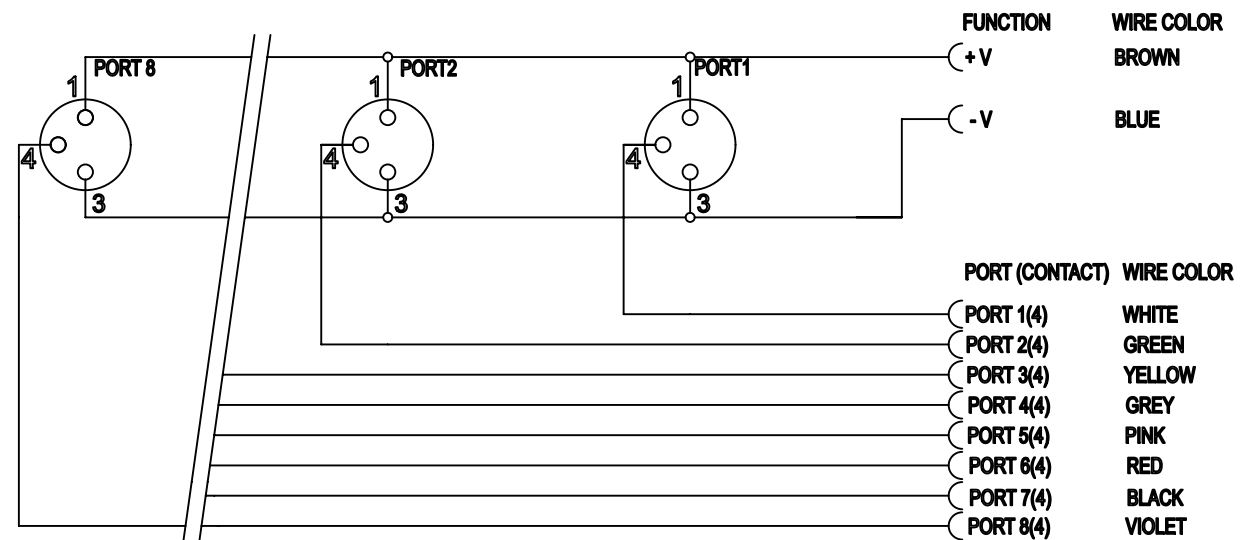 FUNCTION WIRE COLOR
+ V BROWN
PORT 8 PORT2 PORT1
1 1 1
- V BLUE
4 4 4
3 3 3
PORT (CONTACT) WIRE COLOR
PORT 1(4) WHITE
PORT 2(4) GREEN
PORT 3(4) YELLOW
PORT 4(4) GREY
PORT 5(4) PINK
PORT 6(4) RED
PORT 7(4) BLACK
PORT 8(4) VIOLET